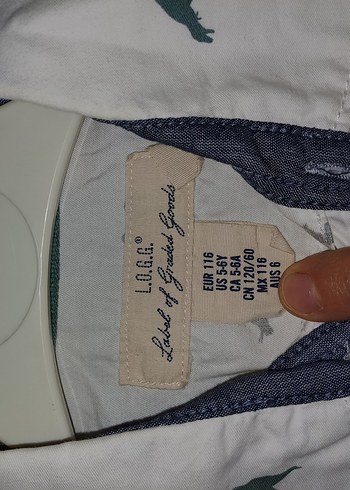 L.O.G.G.®
Label of Graded Goods
EUR 116
US 5-6Y
CA 5-6A
CN 120/60
MX 116
AUS 6